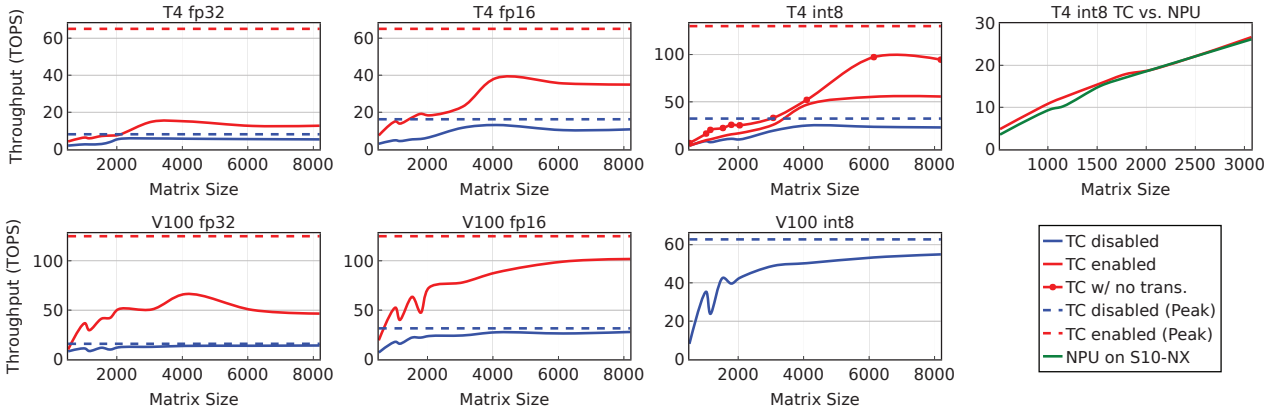 T4 fp32
T4 fp16
T4 int8
T4 int8 TC vs. NPU
Throughput (TOPS)
60
40
20
0
2000 4000 6000 8000
Matrix Size
60
40
20
0
2000 4000 6000 8000
Matrix Size
100
50
0
2000 4000 6000 8000
Matrix Size
30
20
10
0
1000 1500 2000 2500 3000
Matrix Size
V100 fp32
V100 fp16
V100 int8
Throughput (TOPS)
100
50
0
2000 4000 6000 8000
Matrix Size
100
50
0
2000 4000 6000 8000
Matrix Size
60
40
20
0
2000 4000 6000 8000
Matrix Size
TC disabled
TC enabled
TC w/ no trans.
TC disabled (Peak)
TC enabled (Peak)
NPU on S10-NX